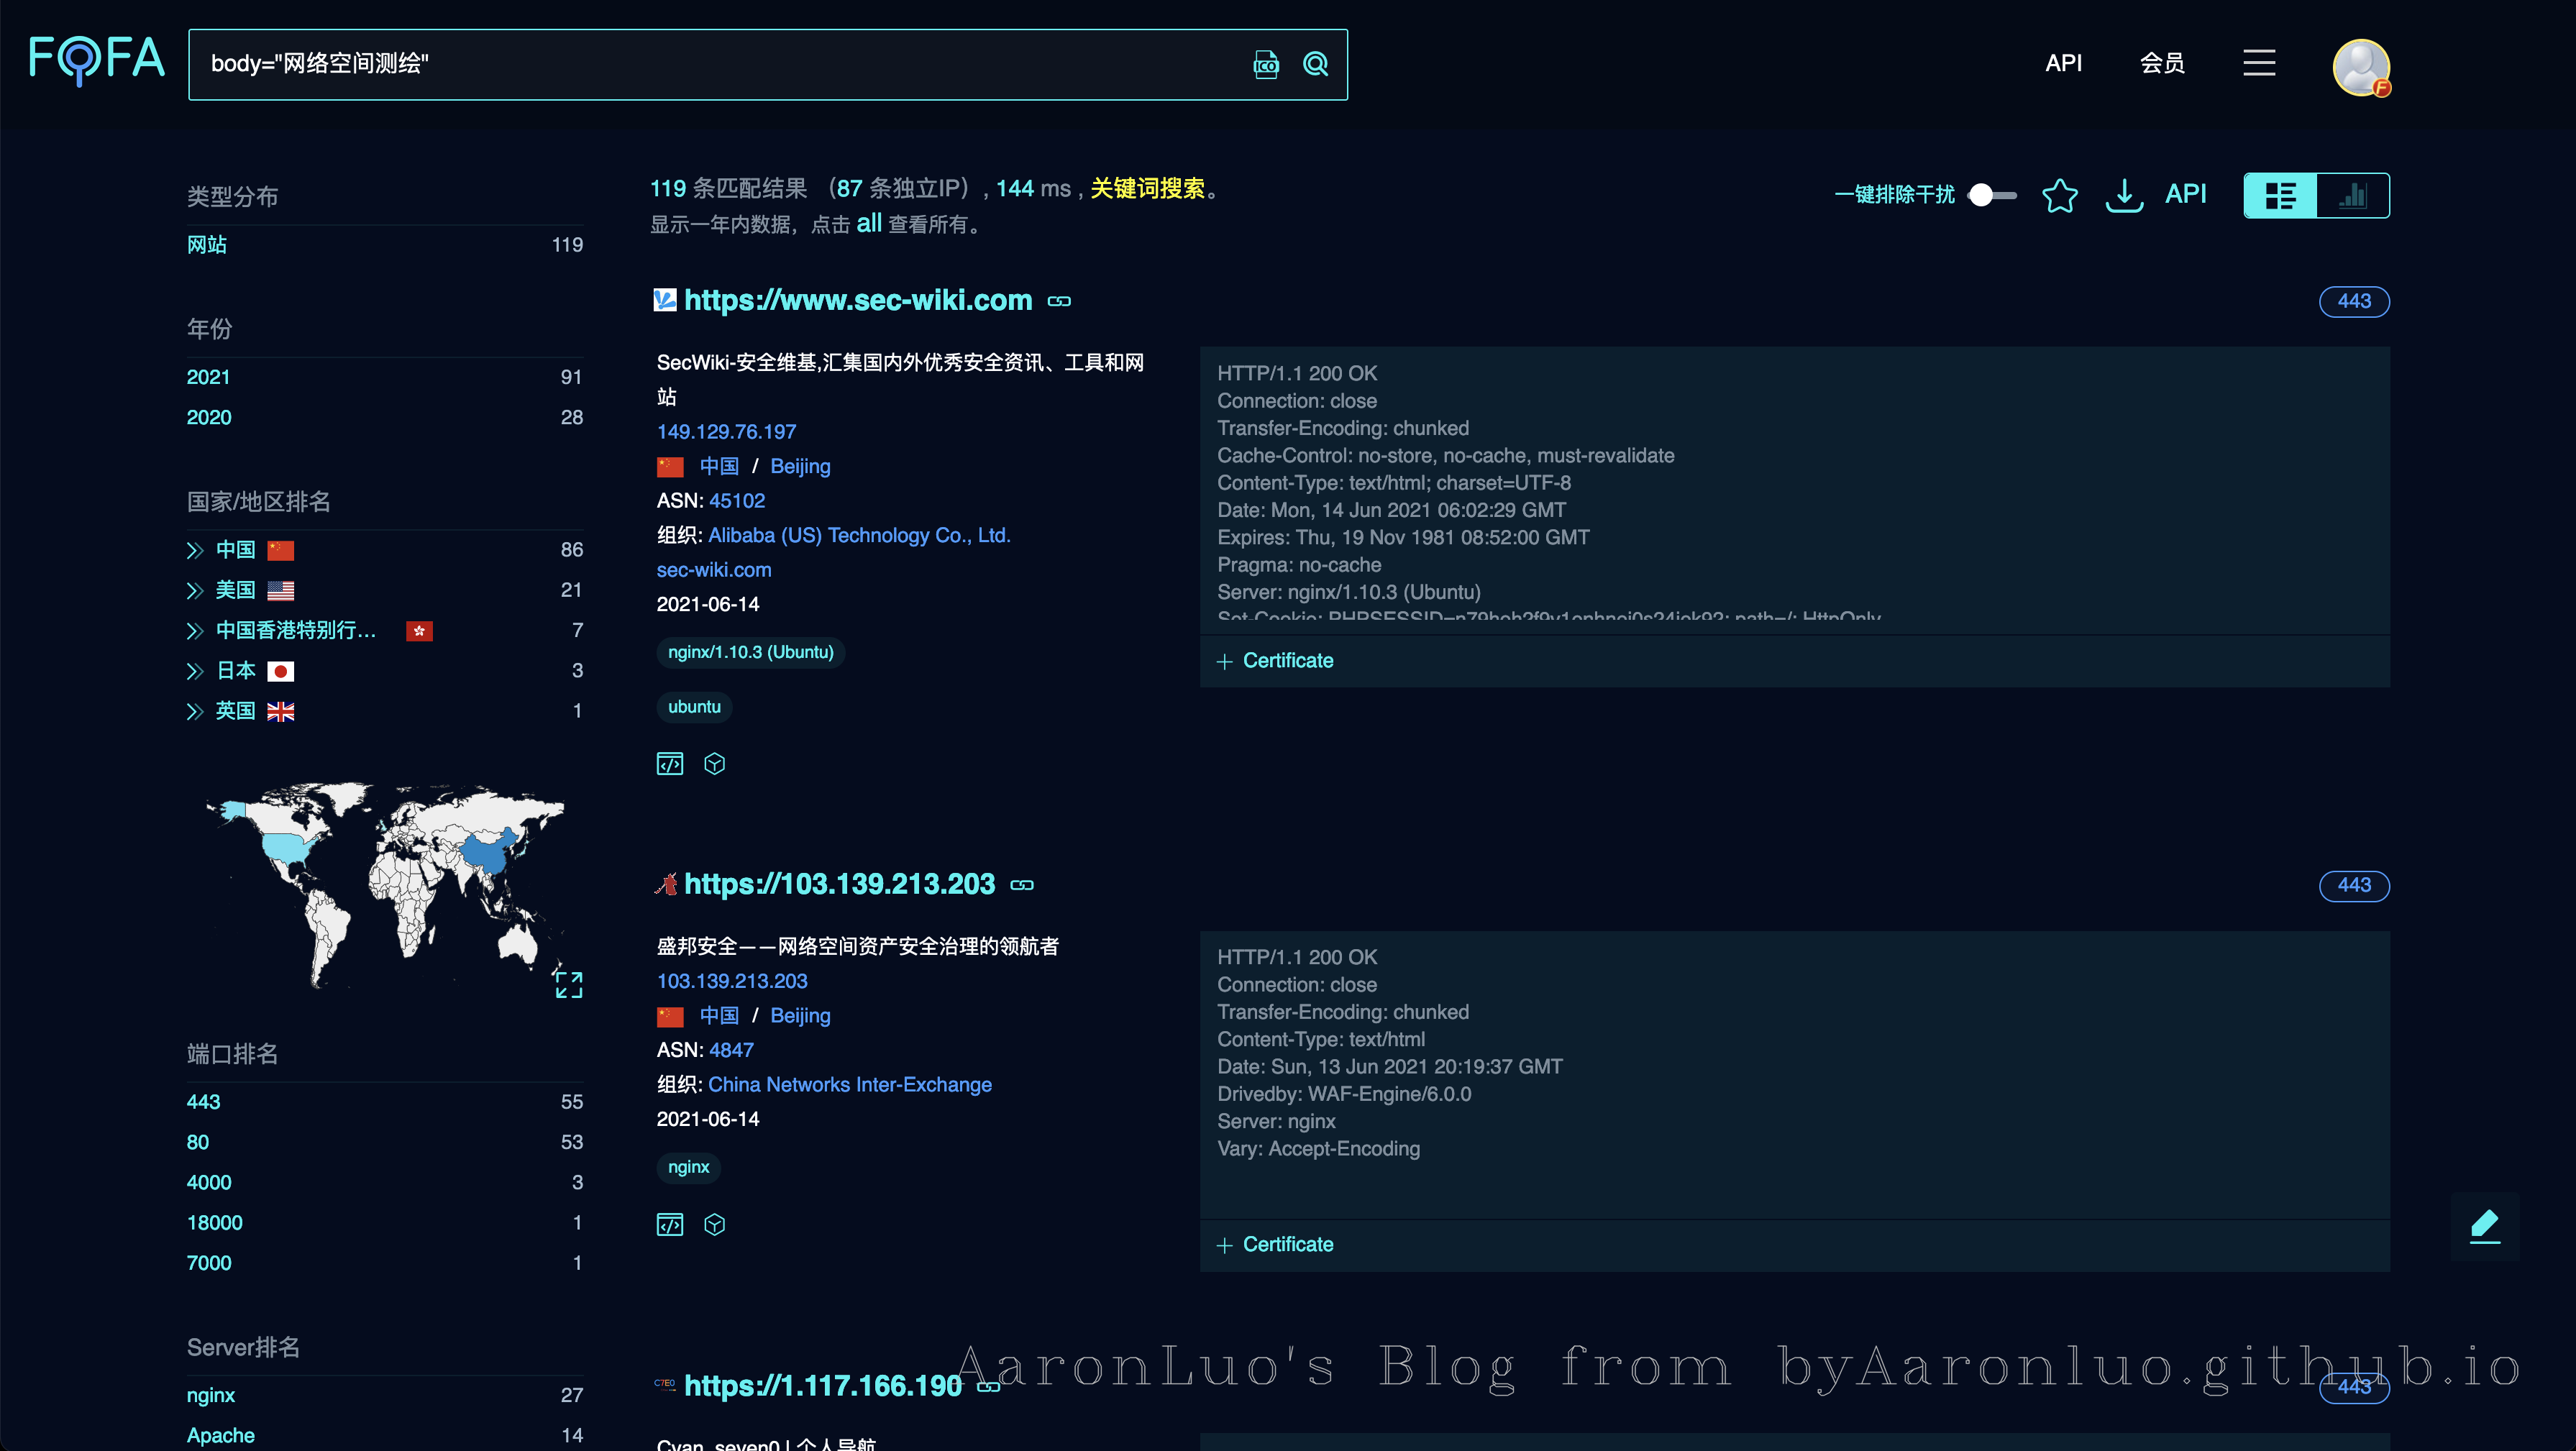 FOFA
body="网络空间测绘"
API
会员
类型分布
网站 119
年份
2021 91
2020 28
国家/地区排名
中国 86
美国 21
中国香港特别行... 7
日本 3
英国 1
端口排名
443 55
80 53
4000 3
18000 1
7000 1
Server排名
nginx 27
Apache 14
119 条匹配结果 （87 条独立IP）, 144 ms , 关键词搜索。
显示一年内数据，点击 all 查看所有。
一键排除干扰
API
https://www.sec-wiki.com
443
SecWiki-安全维基,汇集国内外优秀安全资讯、工具和网
站
149.129.76.197
中国 / Beijing
ASN: 45102
组织: Alibaba (US) Technology Co., Ltd.
sec-wiki.com
2021-06-14
nginx/1.10.3 (Ubuntu)
ubuntu
HTTP/1.1 200 OK
Connection: close
Transfer-Encoding: chunked
Cache-Control: no-store, no-cache, must-revalidate
Content-Type: text/html; charset=UTF-8
Date: Mon, 14 Jun 2021 06:02:29 GMT
Expires: Thu, 19 Nov 1981 08:52:00 GMT
Pragma: no-cache
Server: nginx/1.10.3 (Ubuntu)
Set-Cookie: path=/; HttpOnly
Certificate
https://103.139.213.203
443
盛邦安全——网络空间资产安全治理的领航者
103.139.213.203
中国 / Beijing
ASN: 4847
组织: China Networks Inter-Exchange
2021-06-14
nginx
HTTP/1.1 200 OK
Connection: close
Transfer-Encoding: chunked
Content-Type: text/html
Date: Sun, 13 Jun 2021 20:19:37 GMT
Drivedby: WAF-Engine/6.0.0
Server: nginx
Vary: Accept-Encoding
Certificate
https://1.117.166.190
443
Cyan_seven0 | 个人导航
AaronLuo's Blog from byAaronluo.github.io